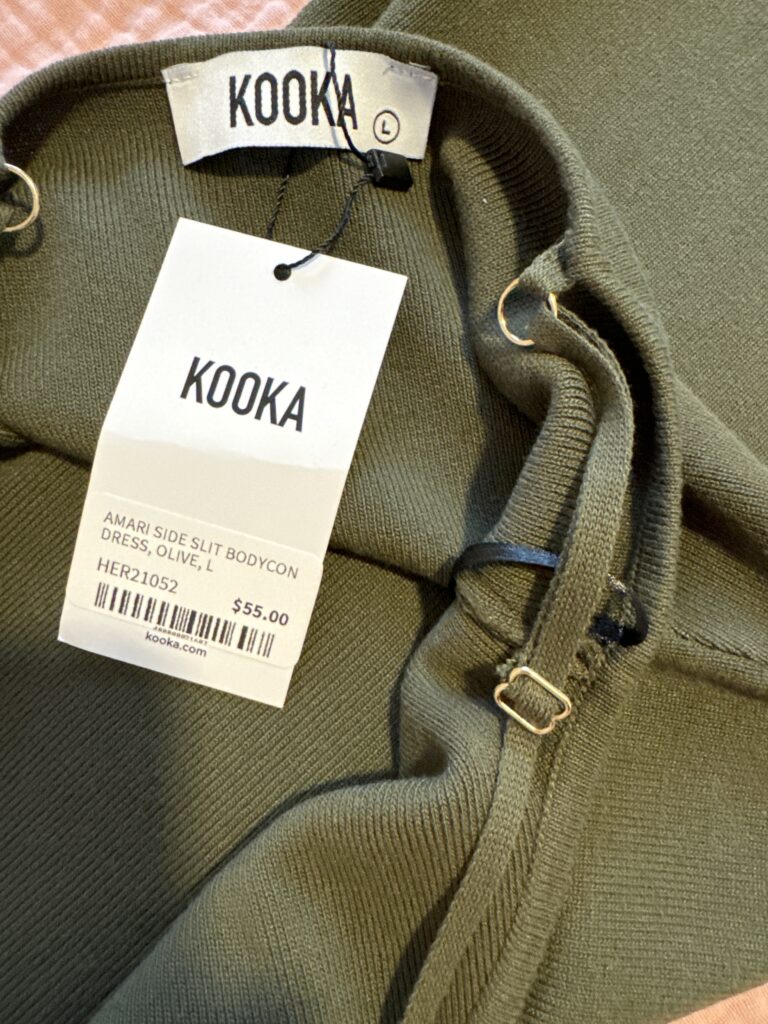 KOOKA
L
KOOKA
AMARI SIDE SLIT BODYCON
DRESS, OLIVE, L
HER21052
$55.00
kooka.com